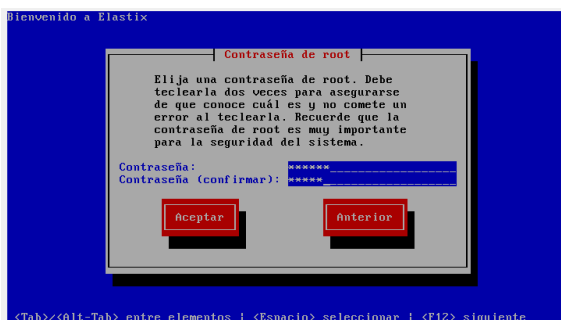 Bienvenido a Elastix
Contraseña de root
Elija una contraseña de root. Debe
teclearla dos veces para asegurarse
de que conoce cuál es y no comete un
error al teclearla. Recuerde que la
contraseña de root es muy importante
para la seguridad del sistema.
Contraseña: ******
Contraseña (confirmar): *****
Aceptar Anterior
<Tab>/<Alt-Tab> entre elementos | <Espacio> seleccionar | <F12> siguiente